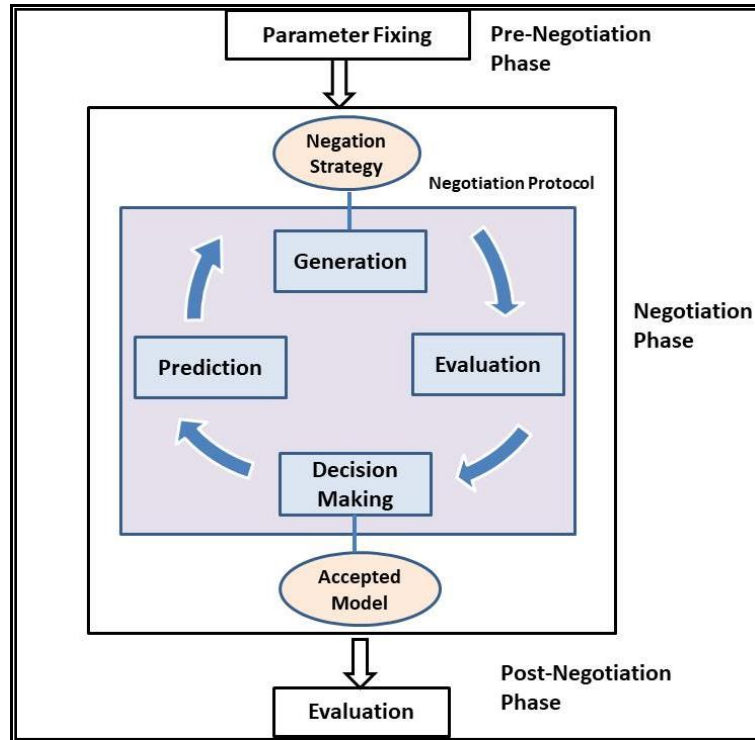 Parameter Fixing
Pre-Negotiation
Phase
Negation
Strategy
Negotiation Protocol
Generation
Negotiation
Phase
Prediction
Evaluation
Decision
Making
Accepted
Model
Post-Negotiation
Phase
Evaluation